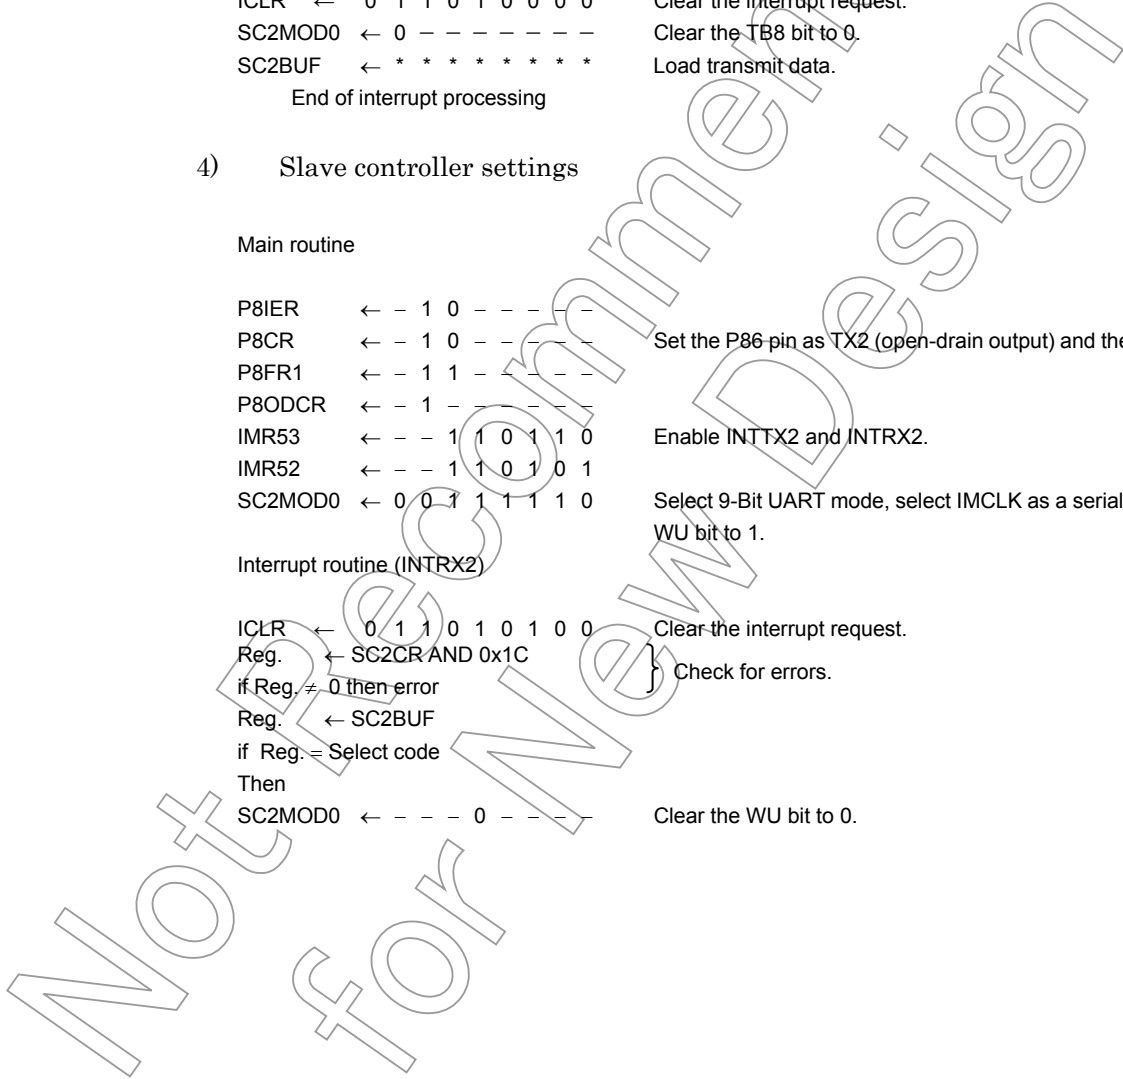 ICLR ← 0 1 1 0 1 0 0 0 0 Clear the interrupt request.
SC2MOD0 ← 0 − − − − − − − Clear the TB8 bit to 0.
SC2BUF ← * * * * * * * * Load transmit data.
End of interrupt processing
4) Slave controller settings
Main routine
P8IER ← − 1 0 − − − − −
P8CR ← − 1 0 − − − − − Set the P86 pin as TX2 (open-drain output) and the
P8FR1 ← − 1 1 − − − − −
P8ODCR ← − 1 − − − − − −
IMR53 ← − − 1 1 0 1 1 0 Enable INTTX2 and INTRX2.
IMR52 ← − − 1 1 0 1 0 1
SC2MOD0 ← 0 0 1 1 1 1 1 0 Select 9-Bit UART mode, select IMCLK as a serial
WU bit to 1.
Interrupt routine (INTRX2)
ICLR ← 0 1 1 0 1 0 1 0 0 Clear the interrupt request.
Reg. ← SC2CR AND 0x1C
} Check for errors.
if Reg. ≠ 0 then error
Reg. ← SC2BUF
if Reg. = Select code
Then
SC2MOD0 ← − − − 0 − − − − Clear the WU bit to 0.
Not Recommen
for New Design